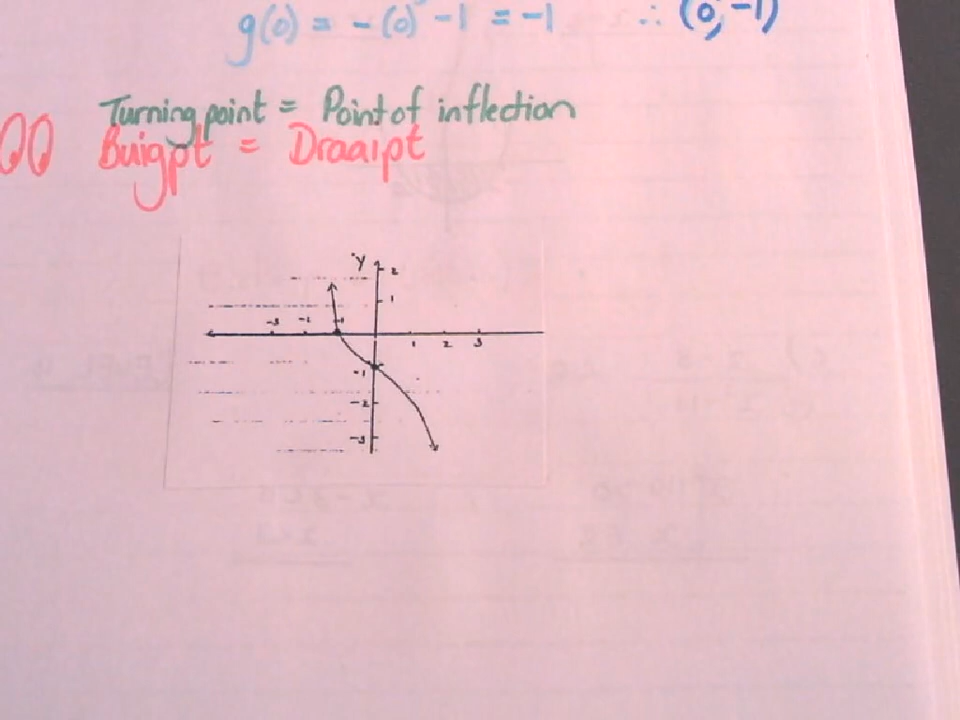 g(0) = -(0)³ -1 = -1 ∴ (0; -1)
Turning point = Point of inflection
Buigpt = Draaipt
y
2
1
-3 -2 -1
1 2 3
-1
-2
-3